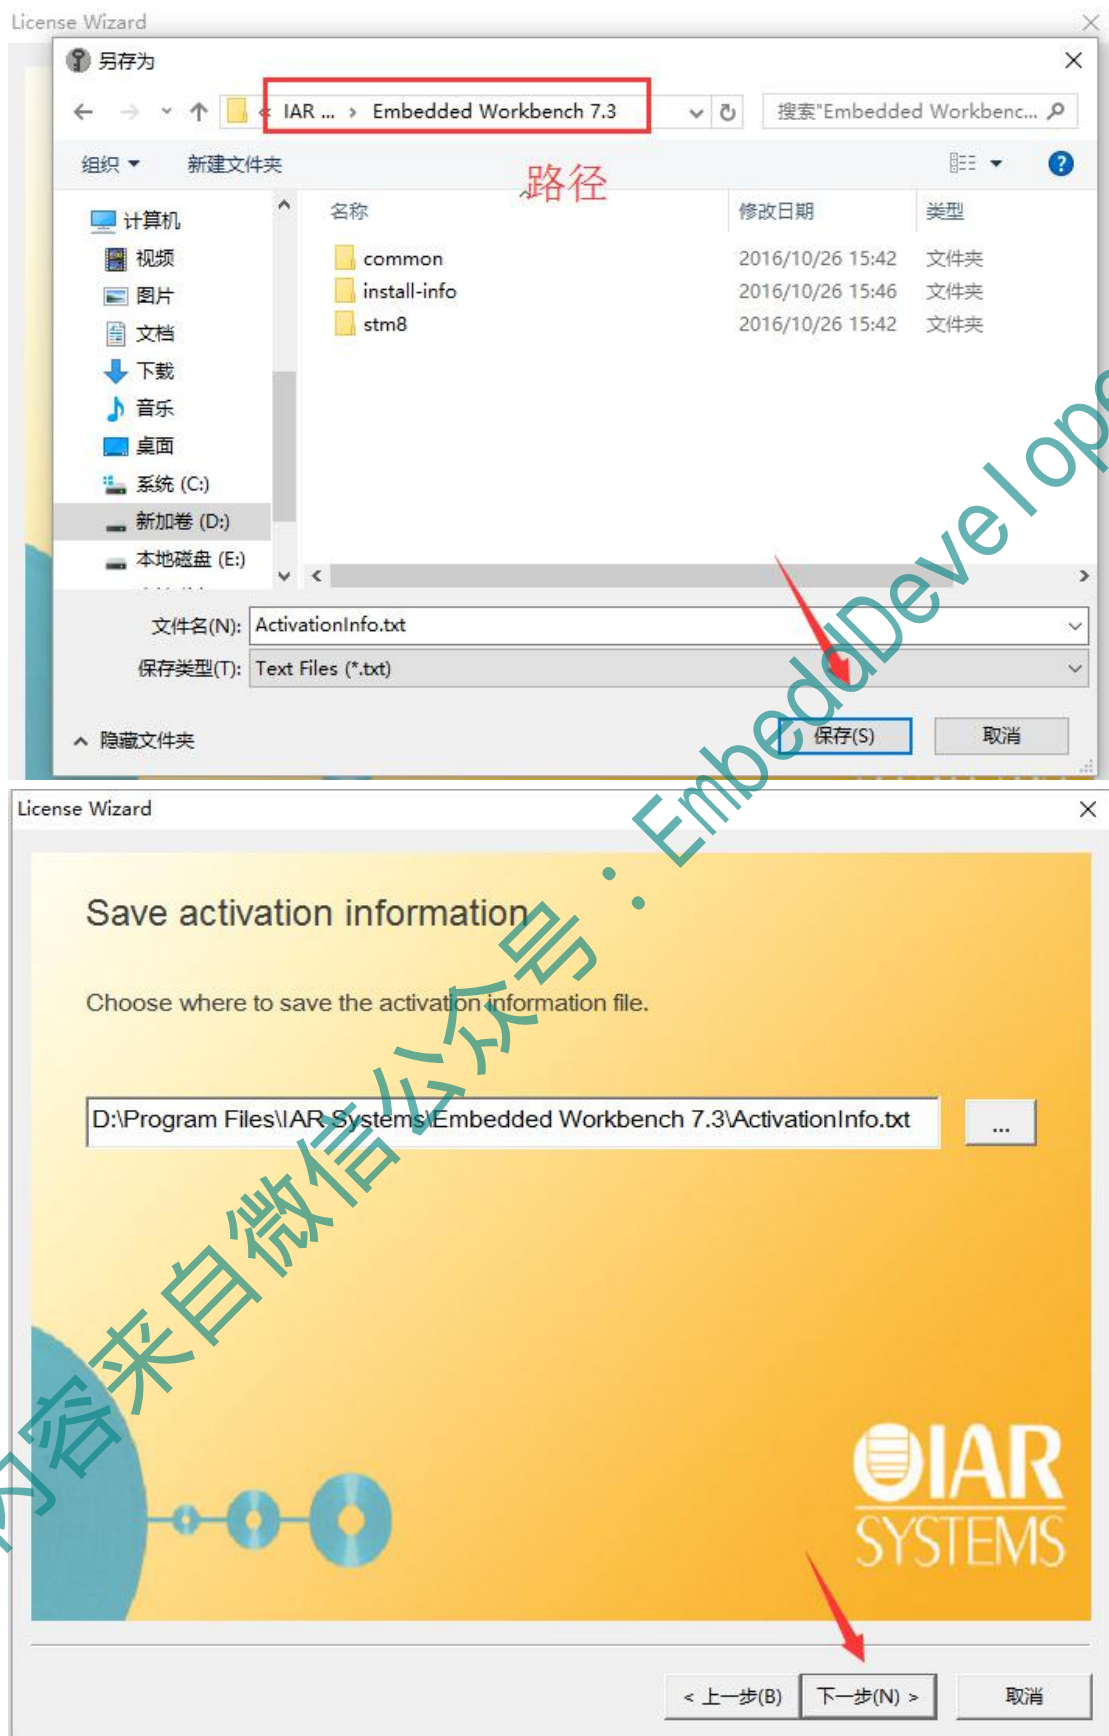 License Wizard
另存为
« IAR ... › Embedded Workbench 7.3
搜索"Embedded Workbenc...
组织
新建文件夹
路径
名称
修改日期
类型
计算机
视频
图片
文档
下载
音乐
桌面
系统 (C:)
新加卷 (D:)
本地磁盘 (E:)
common
2016/10/26 15:42
文件夹
install-info
2016/10/26 15:46
文件夹
stm8
2016/10/26 15:42
文件夹
文件名(N):
ActivationInfo.txt
保存类型(T):
Text Files (*.txt)
隐藏文件夹
保存(S)
取消
License Wizard
Save activation information
Choose where to save the activation information file.
D:\Program Files\IAR Systems\Embedded Workbench 7.3\ActivationInfo.txt
...
IAR
SYSTEMS
< 上一步(B)
下一步(N) >
取消
内容来自微信公众号：EmbeddDevelop